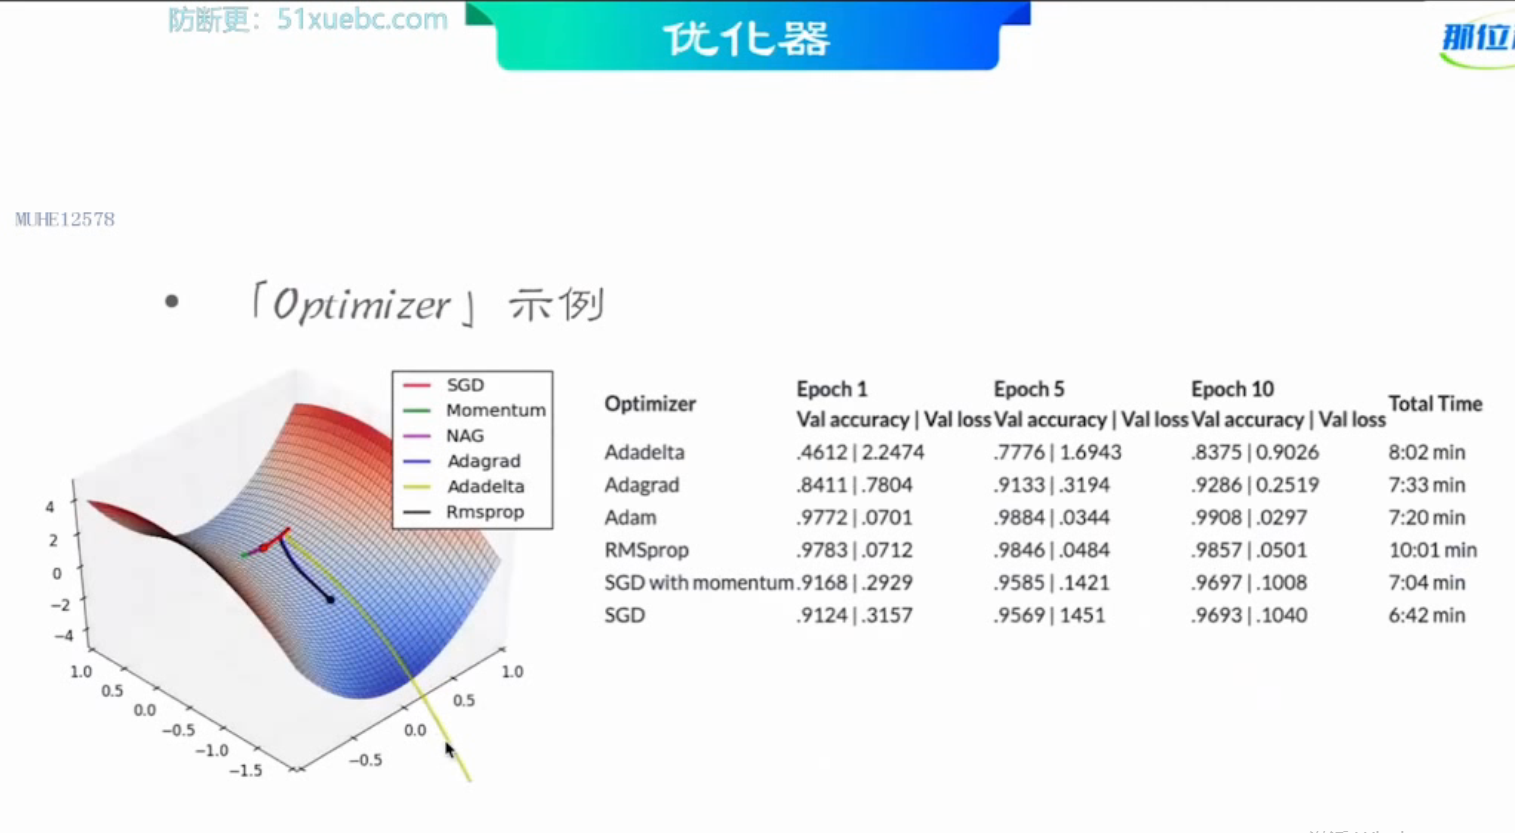 防断更：51xuebc.com
优化器
那位
MUHE12578
• 「Optimizer」示例
SGD
Momentum
NAG
Adagrad
Adadelta
Rmsprop
4
2
0
−2
−4
1.0
0.5
0.0
−0.5
−1.0
−1.5
−0.5
0.0
0.5
1.0
Optimizer Epoch 1 Epoch 5 Epoch 10 Total Time
Val accuracy | Val loss Val accuracy | Val loss Val accuracy | Val loss
Adadelta .4612 | 2.2474 .7776 | 1.6943 .8375 | 0.9026 8:02 min
Adagrad .8411 | .7804 .9133 | .3194 .9286 | 0.2519 7:33 min
Adam .9772 | .0701 .9884 | .0344 .9908 | .0297 7:20 min
RMSprop .9783 | .0712 .9846 | .0484 .9857 | .0501 10:01 min
SGD with momentum .9168 | .2929 .9585 | .1421 .9697 | .1008 7:04 min
SGD .9124 | .3157 .9569 | 1451 .9693 | .1040 6:42 min